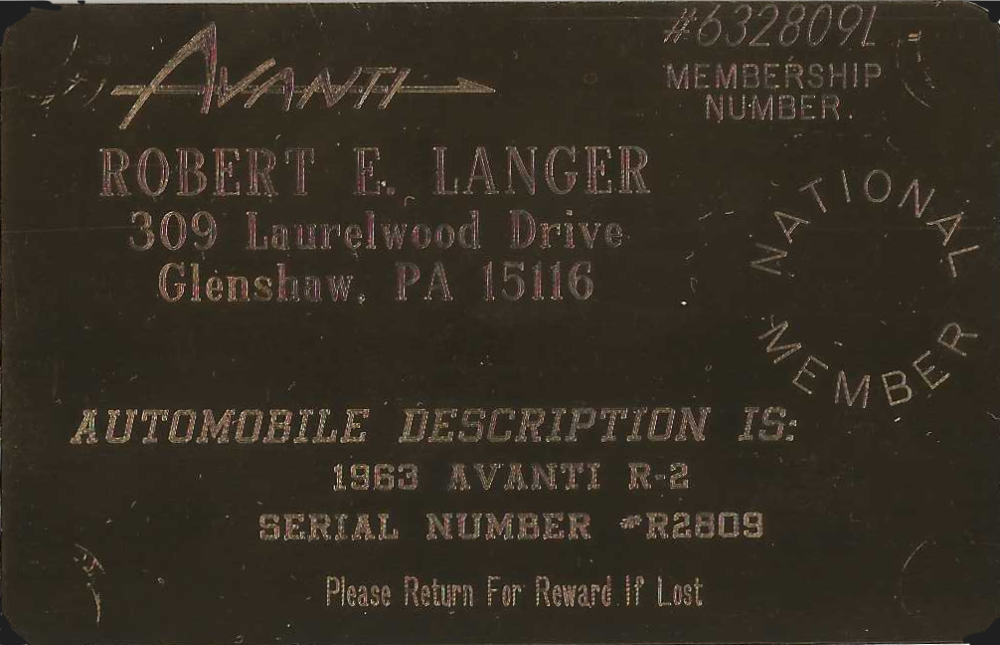 AVANTI
#632809L
MEMBERSHIP
NUMBER.
ROBERT E. LANGER
309 Laurelwood Drive
Glenshaw, PA 15116
NATIONAL
MEMBER
AUTOMOBILE DESCRIPTION IS:
1963 AVANTI R-2
SERIAL NUMBER #R2809
Please Return For Reward If Lost